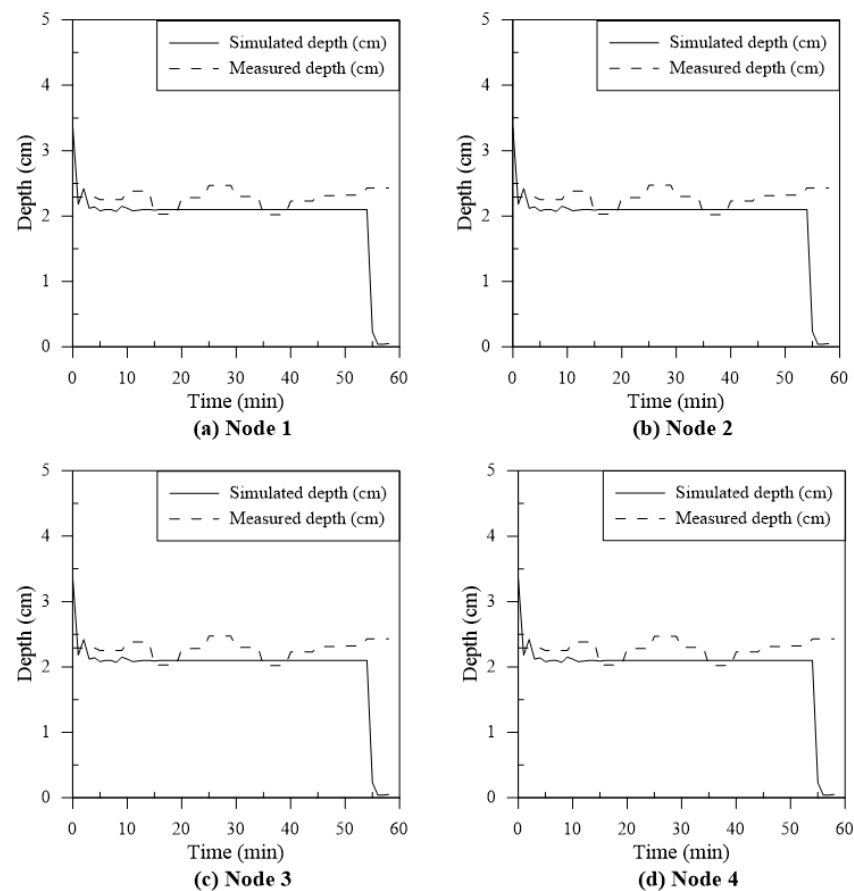 5
4
3
2
1
0
Depth (cm)
Simulated depth (cm)
Measured depth (cm)
0 10 20 30 40 50 60
Time (min)
(a) Node 1
5
4
3
2
1
0
Depth (cm)
Simulated depth (cm)
Measured depth (cm)
0 10 20 30 40 50 60
Time (min)
(b) Node 2
5
4
3
2
1
0
Depth (cm)
Simulated depth (cm)
Measured depth (cm)
0 10 20 30 40 50 60
Time (min)
(c) Node 3
5
4
3
2
1
0
Depth (cm)
Simulated depth (cm)
Measured depth (cm)
0 10 20 30 40 50 60
Time (min)
(d) Node 4